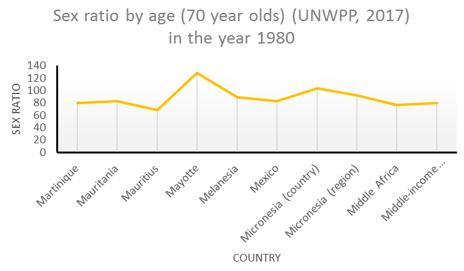 Sex ratio by age (70 year olds) (UNWPP, 2017)
in the year 1980
SEX RATIO
140
120
100
80
60
40
20
0
Martinique
Mauritania
Mauritius
Mayotte
Melanesia
Mexico
Micronesia (country)
Micronesia (region)
Middle Africa
Middle-income...
COUNTRY